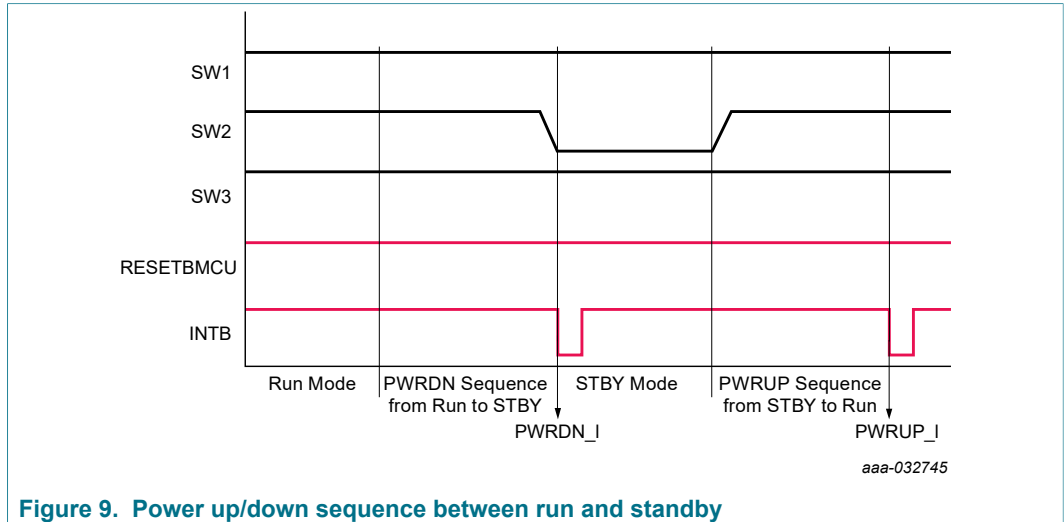 SW1
SW2
SW3
RESETBMCU
INTB
Run Mode
PWRDN Sequence
from Run to STBY
STBY Mode
PWRUP Sequence
from STBY to Run
PWRDN_I
PWRUP_I
aaa-032745
Figure 9. Power up/down sequence between run and standby